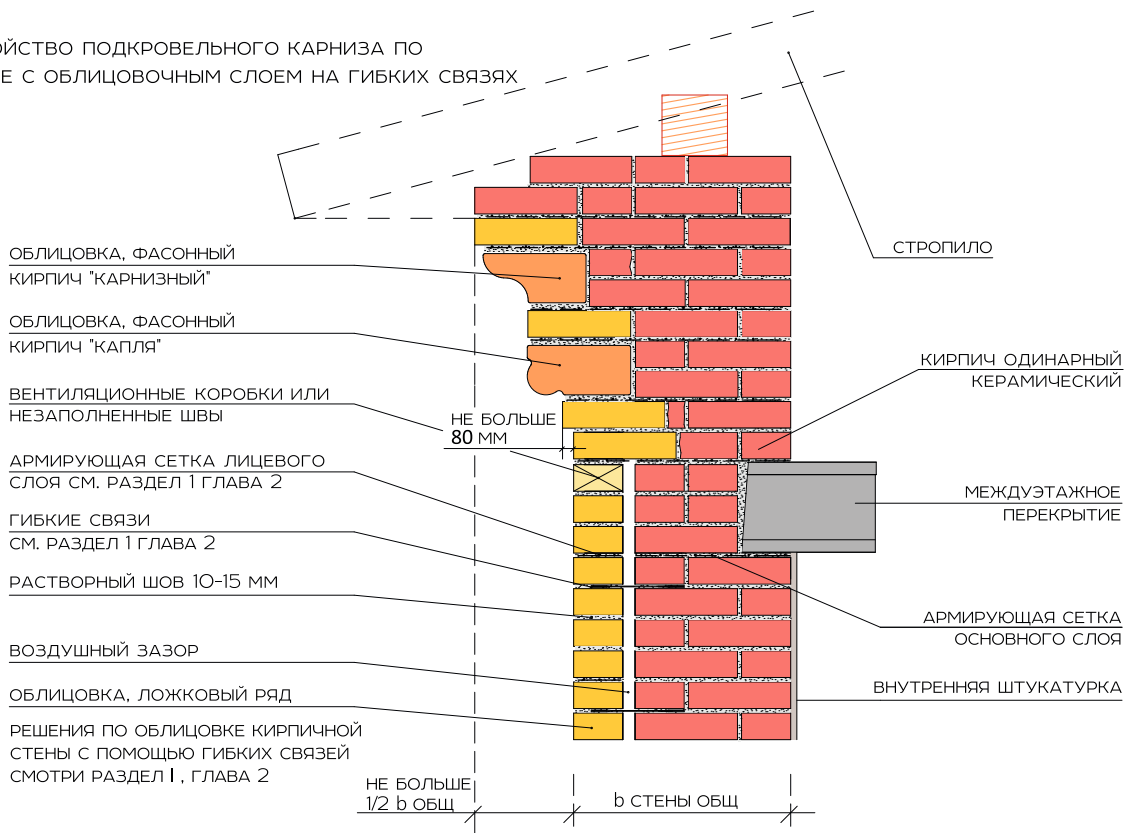 ОЙСТВО ПОДКРОВЕЛЬНОГО КАРНИЗА ПО
Е С ОБЛИЦОВОЧНЫМ СЛОЕМ НА ГИБКИХ СВЯЗЯХ
СТРОПИЛО
ОБЛИЦОВКА, ФАСОННЫЙ
КИРПИЧ "КАРНИЗНЫЙ"
ОБЛИЦОВКА, ФАСОННЫЙ
КИРПИЧ "КАПЛЯ"
ВЕНТИЛЯЦИОННЫЕ КОРОБКИ ИЛИ
НЕЗАПОЛНЕННЫЕ ШВЫ
НЕ БОЛЬШЕ
80 ММ
АРМИРУЮЩАЯ СЕТКА ЛИЦЕВОГО
СЛОЯ СМ. РАЗДЕЛ 1 ГЛАВА 2
ГИБКИЕ СВЯЗИ
СМ. РАЗДЕЛ 1 ГЛАВА 2
РАСТВОРНЫЙ ШОВ 10-15 ММ
ВОЗДУШНЫЙ ЗАЗОР
ОБЛИЦОВКА, ЛОЖКОВЫЙ РЯД
РЕШЕНИЯ ПО ОБЛИЦОВКЕ КИРПИЧНОЙ
СТЕНЫ С ПОМОЩЬЮ ГИБКИХ СВЯЗЕЙ
СМОТРИ РАЗДЕЛ I, ГЛАВА 2
КИРПИЧ ОДИНАРНЫЙ
КЕРАМИЧЕСКИЙ
МЕЖДУЭТАЖНОЕ
ПЕРЕКРЫТИЕ
АРМИРУЮЩАЯ СЕТКА
ОСНОВНОГО СЛОЯ
ВНУТРЕННЯЯ ШТУКАТУРКА
НЕ БОЛЬШЕ
1/2 b ОБЩ
b СТЕНЫ ОБЩ